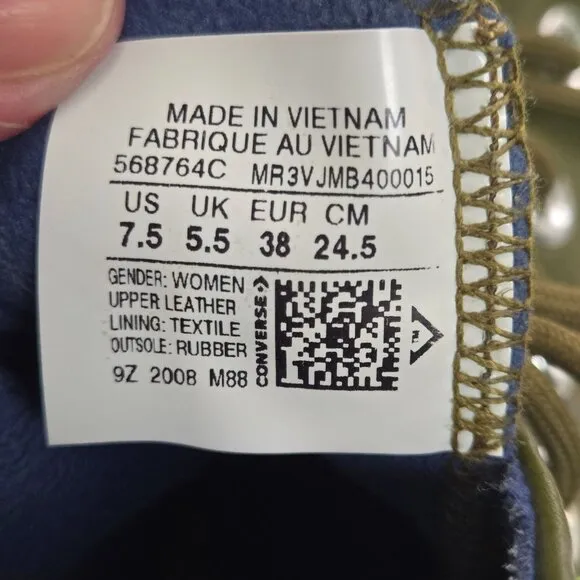 MADE IN VIETNAM
FABRIQUE AU VIETNAM
568764C MR3VJMB400015
US UK EUR CM
7.5 5.5 38 24.5
GENDER: WOMEN
UPPER LEATHER
LINING: TEXTILE
OUTSOLE: RUBBER
9Z 2008 M88
CONVERSE
TM